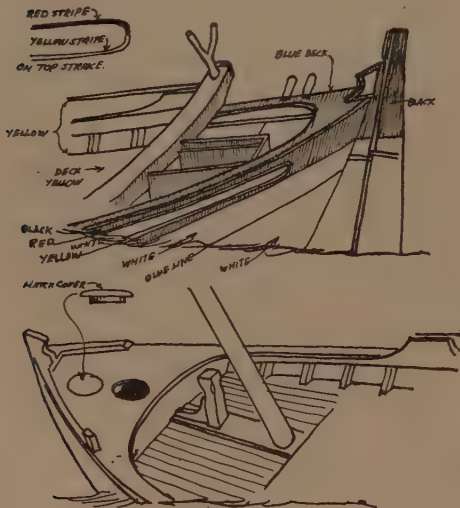 RED STRIPE
YELLOW STRIPE
ON TOP STRAKE.
BLUE DECK
BLACK
YELLOW
DECK
YELLOW
BLACK
RED
WHITE
YELLOW
WHITE
BLUE LINE
WHITE
HATCH COVER